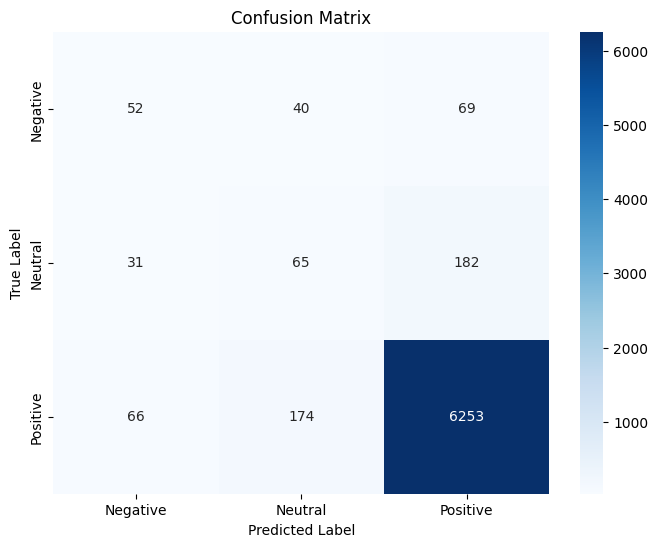 Confusion Matrix
Negative 52 40 69
Neutral 31 65 182
Positive 66 174 6253
True Label
Negative Neutral Positive
Predicted Label
6000
5000
4000
3000
2000
1000